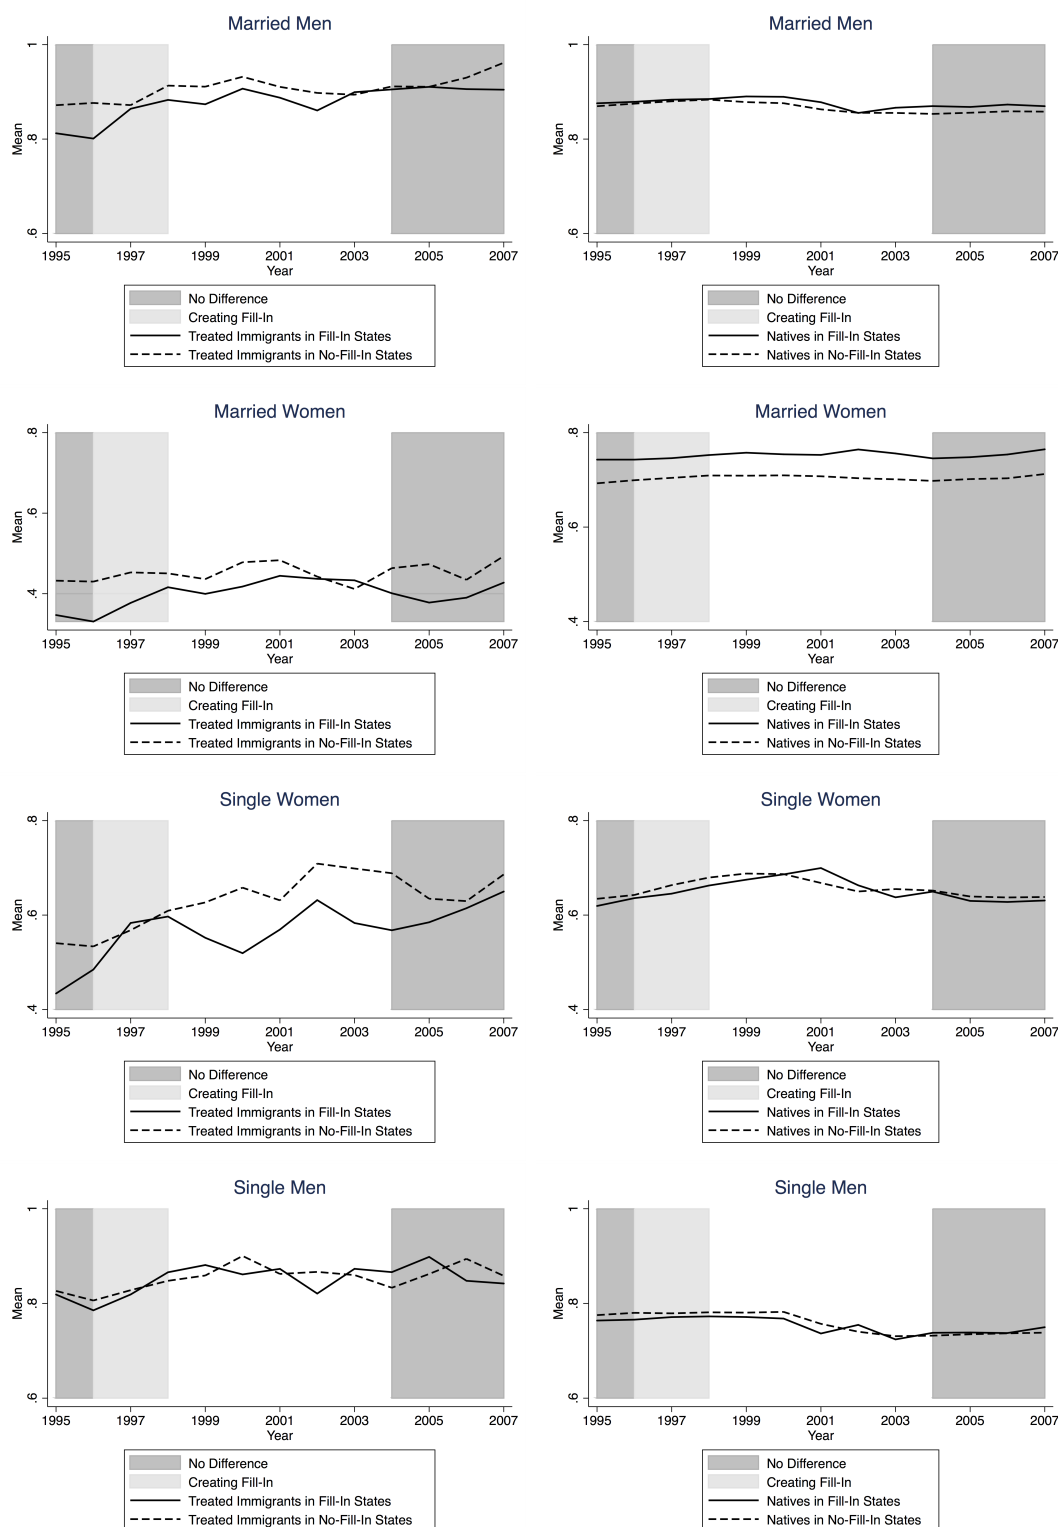 Married Men
Mean
1
.8
.6
1995 1997 1999 2001 2003 2005 2007
Year
No Difference
Creating Fill-In
Treated Immigrants in Fill-In States
Treated Immigrants in No-Fill-In States
Married Men
Mean
1
.8
.6
1995 1997 1999 2001 2003 2005 2007
Year
No Difference
Creating Fill-In
Natives in Fill-In States
Natives in No-Fill-In States
Married Women
Mean
.8
.6
.4
1995 1997 1999 2001 2003 2005 2007
Year
No Difference
Creating Fill-In
Treated Immigrants in Fill-In States
Treated Immigrants in No-Fill-In States
Married Women
Mean
.8
.6
.4
1995 1997 1999 2001 2003 2005 2007
Year
No Difference
Creating Fill-In
Natives in Fill-In States
Natives in No-Fill-In States
Single Women
Mean
.8
.6
.4
1995 1997 1999 2001 2003 2005 2007
Year
No Difference
Creating Fill-In
Treated Immigrants in Fill-In States
Treated Immigrants in No-Fill-In States
Single Women
Mean
.8
.6
.4
1995 1997 1999 2001 2003 2005 2007
Year
No Difference
Creating Fill-In
Natives in Fill-In States
Natives in No-Fill-In States
Single Men
Mean
1
.8
.6
1995 1997 1999 2001 2003 2005 2007
Year
No Difference
Creating Fill-In
Treated Immigrants in Fill-In States
Treated Immigrants in No-Fill-In States
Single Men
Mean
1
.8
.6
1995 1997 1999 2001 2003 2005 2007
Year
No Difference
Creating Fill-In
Natives in Fill-In States
Natives in No-Fill-In States